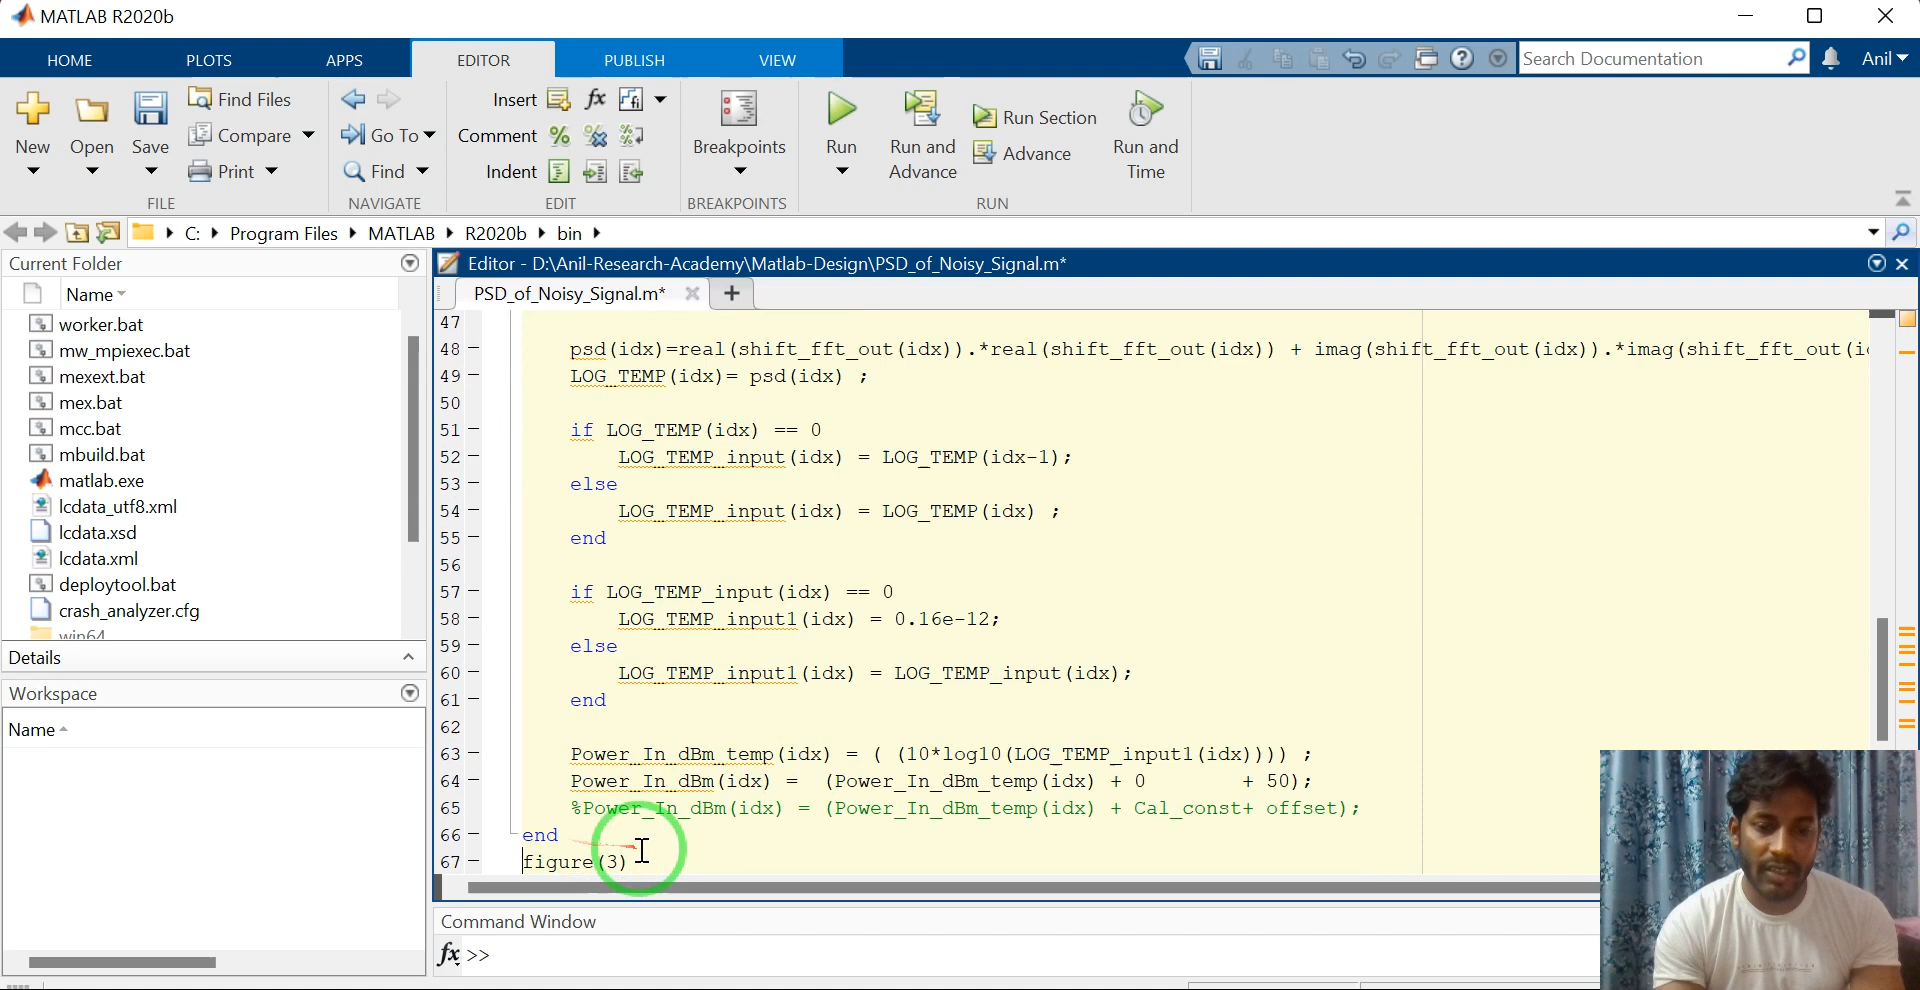 MATLAB R2020b
HOME PLOTS APPS EDITOR PUBLISH VIEW
Search Documentation
Anil
New
Open
Save
Find Files
Compare
Print
FILE
Go To
Find
NAVIGATE
Insert
Comment
Indent
EDIT
Breakpoints
BREAKPOINTS
Run
Run and
Advance
Run Section
Advance
Run and
Time
RUN
C: Program Files MATLAB R2020b bin
Current Folder
Name
worker.bat
mw_mpiexec.bat
mexext.bat
mex.bat
mcc.bat
mbuild.bat
matlab.exe
lcdata_utf8.xml
lcdata.xsd
lcdata.xml
deploytool.bat
crash_analyzer.cfg
win64
Details
Workspace
Name
Editor - D:\Anil-Research-Academy\Matlab-Design\PSD_of_Noisy_Signal.m*
PSD_of_Noisy_Signal.m*
47
48 psd(idx)=real(shift_fft_out(idx)).*real(shift_fft_out(idx)) + imag(shift_fft_out(idx)).*imag(shift_fft_out(i
49 LOG_TEMP(idx)= psd(idx) ;
50
51 if LOG_TEMP(idx) == 0
52 LOG_TEMP_input(idx) = LOG_TEMP(idx-1);
53 else
54 LOG_TEMP_input(idx) = LOG_TEMP(idx) ;
55 end
56
57 if LOG_TEMP_input(idx) == 0
58 LOG_TEMP_input1(idx) = 0.16e-12;
59 else
60 LOG_TEMP_input1(idx) = LOG_TEMP_input(idx);
61 end
62
63 Power_In_dBm_temp(idx) = ( (10*log10(LOG_TEMP_input1(idx)))) ;
64 Power_In_dBm(idx) = (Power_In_dBm_temp(idx) + 0 + 50);
65 %Power_In_dBm(idx) = (Power_In_dBm_temp(idx) + Cal_const+ offset);
66 end
67 figure(3)
Command Window
fx >>